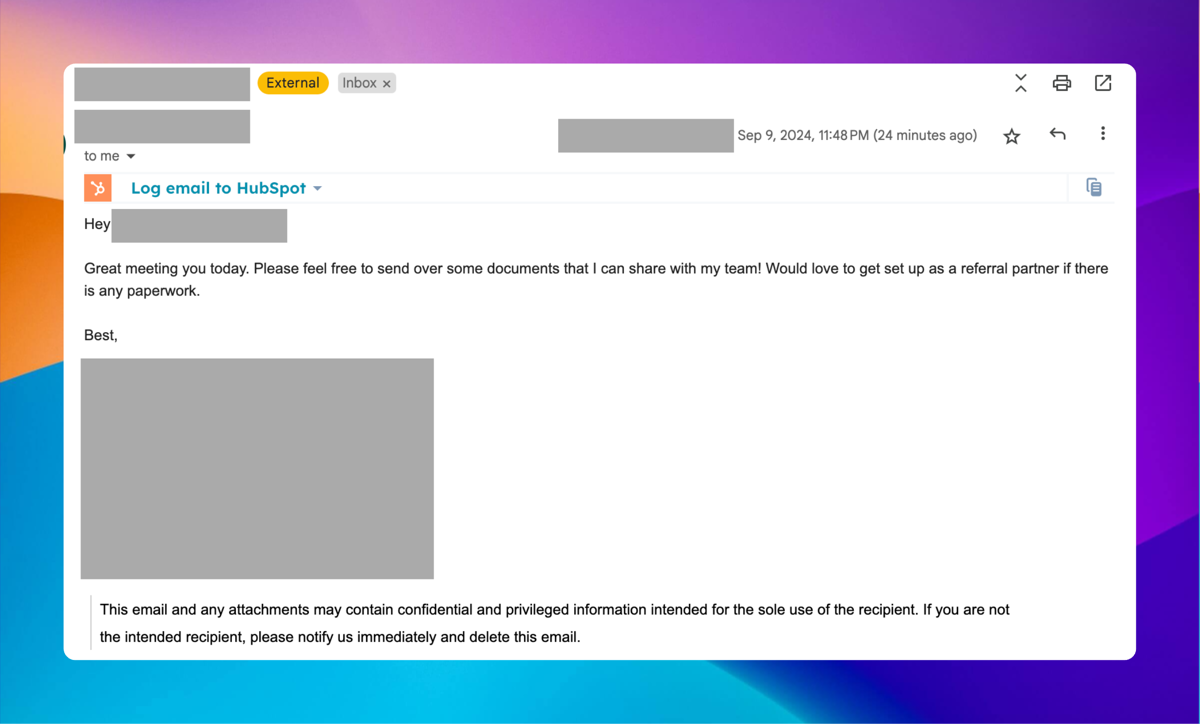 External
Inbox ×
Sep 9, 2024, 11:48 PM (24 minutes ago)
to me
Log email to HubSpot
Hey
Great meeting you today. Please feel free to send over some documents that I can share with my team! Would love to get set up as a referral partner if there
is any paperwork.
Best,
This email and any attachments may contain confidential and privileged information intended for the sole use of the recipient. If you are not
the intended recipient, please notify us immediately and delete this email.